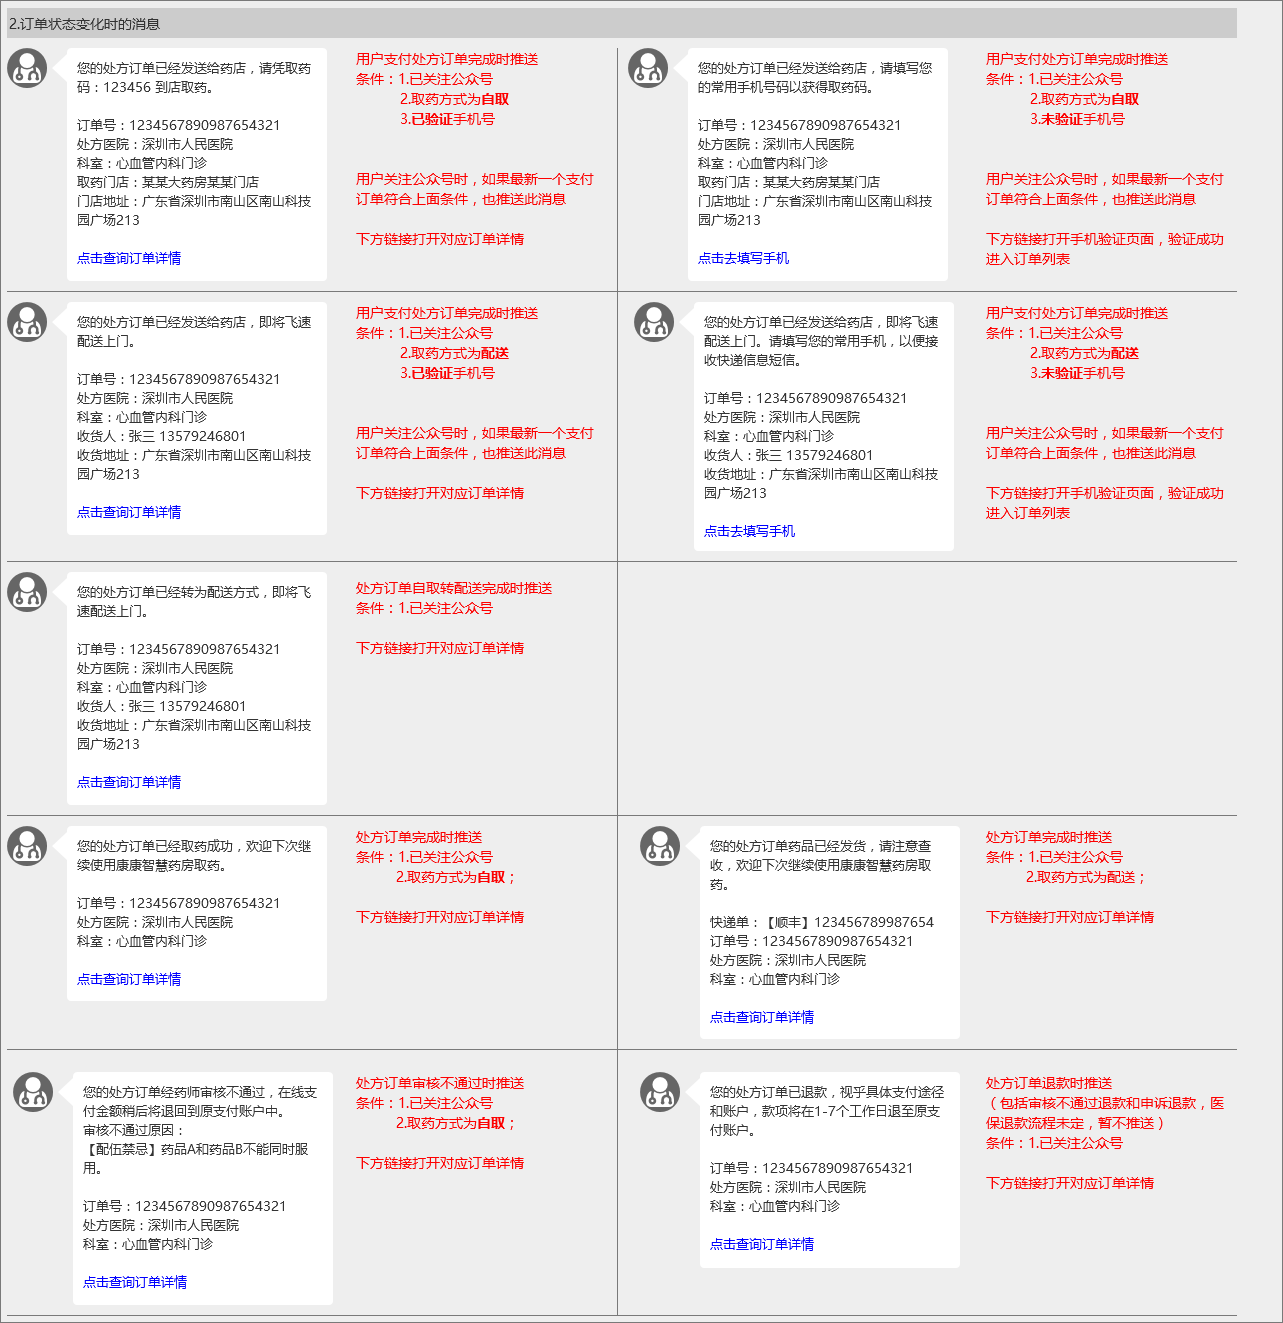 2.订单状态变化时的消息
您的处方订单已经发送给药店，请凭取药
码：123456 到店取药。
订单号：1234567890987654321
处方医院：深圳市人民医院
科室：心血管内科门诊
取药门店：某某大药房某某门店
门店地址：广东省深圳市南山区南山科技
园广场213
点击查询订单详情
用户支付处方订单完成时推送
条件：1.已关注公众号
2.取药方式为自取
3.已验证手机号
用户关注公众号时，如果最新一个支付
订单符合上面条件，也推送此消息
下方链接打开对应订单详情
您的处方订单已经发送给药店，请填写您
的常用手机号码以获得取药码。
订单号：1234567890987654321
处方医院：深圳市人民医院
科室：心血管内科门诊
取药门店：某某大药房某某门店
门店地址：广东省深圳市南山区南山科技
园广场213
点击去填写手机
用户支付处方订单完成时推送
条件：1.已关注公众号
2.取药方式为自取
3.未验证手机号
用户关注公众号时，如果最新一个支付
订单符合上面条件，也推送此消息
下方链接打开手机验证页面，验证成功
进入订单列表
您的处方订单已经发送给药店，即将飞速
配送上门。
订单号：1234567890987654321
处方医院：深圳市人民医院
科室：心血管内科门诊
收货人：张三 13579246801
收货地址：广东省深圳市南山区南山科技
园广场213
点击查询订单详情
用户支付处方订单完成时推送
条件：1.已关注公众号
2.取药方式为配送
3.已验证手机号
用户关注公众号时，如果最新一个支付
订单符合上面条件，也推送此消息
下方链接打开对应订单详情
您的处方订单已经发送给药店，即将飞速
配送上门。请填写您的常用手机，以便接
收快递信息短信。
订单号：1234567890987654321
处方医院：深圳市人民医院
科室：心血管内科门诊
收货人：张三 13579246801
收货地址：广东省深圳市南山区南山科技
园广场213
点击去填写手机
用户支付处方订单完成时推送
条件：1.已关注公众号
2.取药方式为配送
3.未验证手机号
用户关注公众号时，如果最新一个支付
订单符合上面条件，也推送此消息
下方链接打开手机验证页面，验证成功
进入订单列表
您的处方订单已经转为配送方式，即将飞
速配送上门。
订单号：1234567890987654321
处方医院：深圳市人民医院
科室：心血管内科门诊
收货人：张三 13579246801
收货地址：广东省深圳市南山区南山科技
园广场213
点击查询订单详情
处方订单自取转配送完成时推送
条件：1.已关注公众号
下方链接打开对应订单详情
您的处方订单已经取药成功，欢迎下次继
续使用康康智慧药房取药。
订单号：1234567890987654321
处方医院：深圳市人民医院
科室：心血管内科门诊
点击查询订单详情
处方订单完成时推送
条件：1.已关注公众号
2.取药方式为自取；
下方链接打开对应订单详情
您的处方订单药品已经发货，请注意查
收，欢迎下次继续使用康康智慧药房取
药。
快递单：【顺丰】123456789987654
订单号：1234567890987654321
处方医院：深圳市人民医院
科室：心血管内科门诊
点击查询订单详情
处方订单完成时推送
条件：1.已关注公众号
2.取药方式为配送；
下方链接打开对应订单详情
您的处方订单经药师审核不通过，在线支
付金额稍后将退回到原支付账户中。
审核不通过原因：
【配伍禁忌】药品A和药品B不能同时服
用。
订单号：1234567890987654321
处方医院：深圳市人民医院
科室：心血管内科门诊
点击查询订单详情
处方订单审核不通过时推送
条件：1.已关注公众号
2.取药方式为自取；
下方链接打开对应订单详情
您的处方订单已退款，视乎具体支付途径
和账户，款项将在1-7个工作日退至原支
付账户。
订单号：1234567890987654321
处方医院：深圳市人民医院
科室：心血管内科门诊
点击查询订单详情
处方订单退款时推送
（包括审核不通过退款和申诉退款，医
保退款流程未定，暂不推送）
条件：1.已关注公众号
下方链接打开对应订单详情